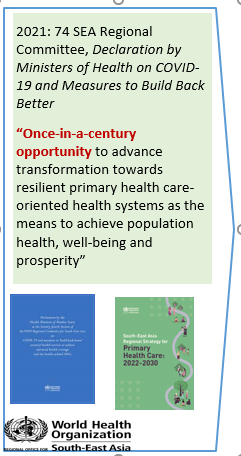 2021: 74 SEA Regional
Committee, Declaration by
Ministers of Health on COVID-
19 and Measures to Build Back
Better
“Once-in-a-century
opportunity to advance
transformation towards
resilient primary health care-
oriented health systems as the
means to achieve population
health, well-being and
prosperity”
Declaration by the
South-East Asia
Regional Strategy for
Primary
Health Care:
2022-2030
World Health
Organization
REGIONAL OFFICE FOR South-East Asia